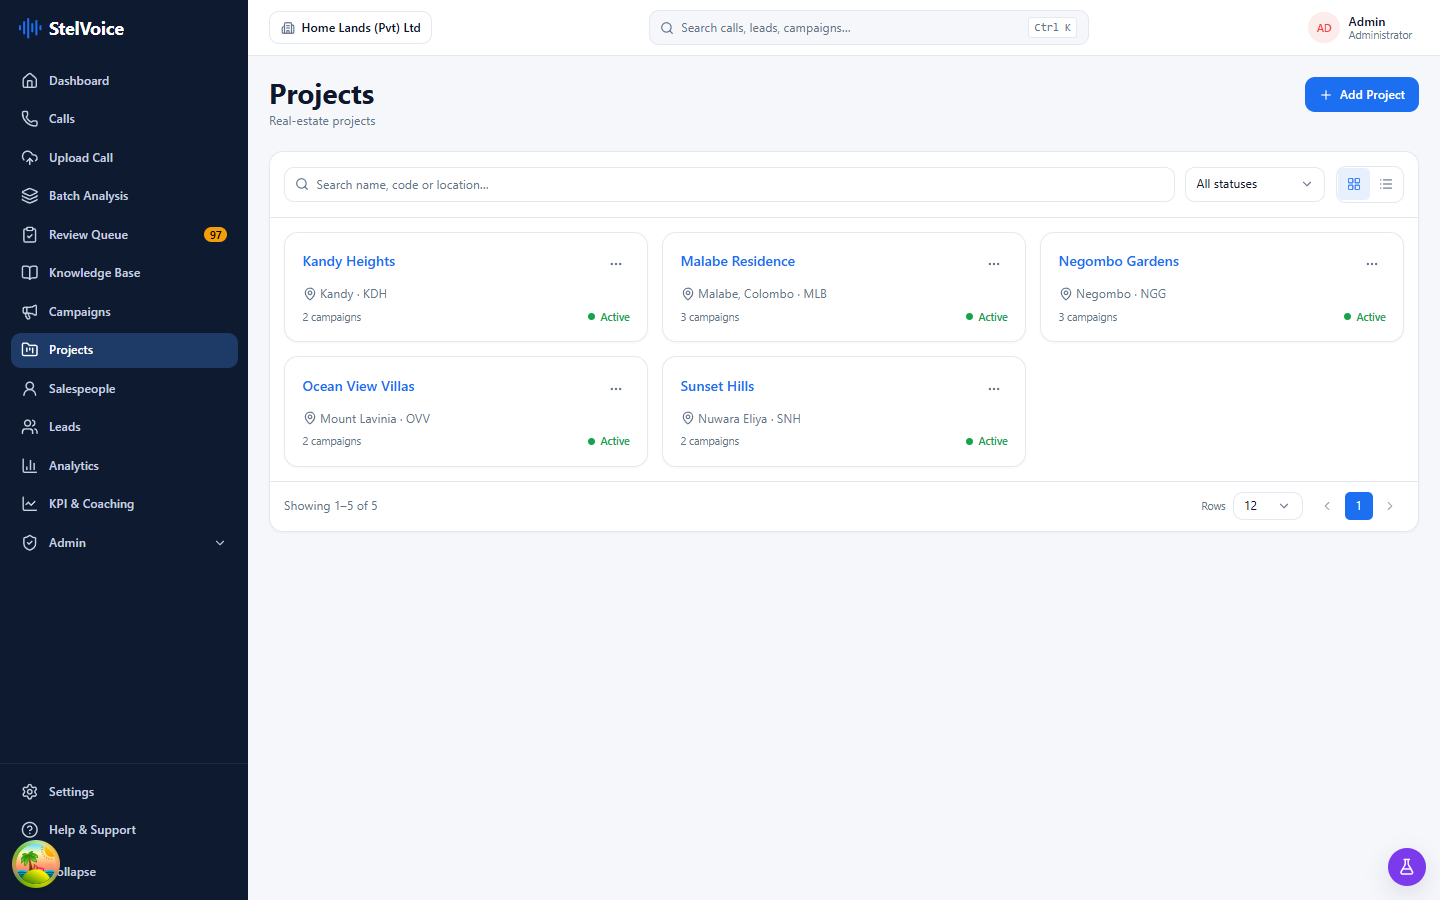 StelVoice
Home Lands (Pvt) Ltd
Search calls, leads, campaigns...
Ctrl K
AD
Admin
Administrator
Dashboard
Calls
Upload Call
Batch Analysis
Review Queue
97
Knowledge Base
Campaigns
Projects
Salespeople
Leads
Analytics
KPI & Coaching
Admin
Settings
Help & Support
ollapse
Projects
Real-estate projects
Add Project
Search name, code or location...
All statuses
Kandy Heights
Kandy · KDH
2 campaigns
Active
Malabe Residence
Malabe, Colombo · MLB
3 campaigns
Active
Negombo Gardens
Negombo · NGG
3 campaigns
Active
Ocean View Villas
Mount Lavinia · OVV
2 campaigns
Active
Sunset Hills
Nuwara Eliya · SNH
2 campaigns
Active
Showing 1–5 of 5
Rows
12
1